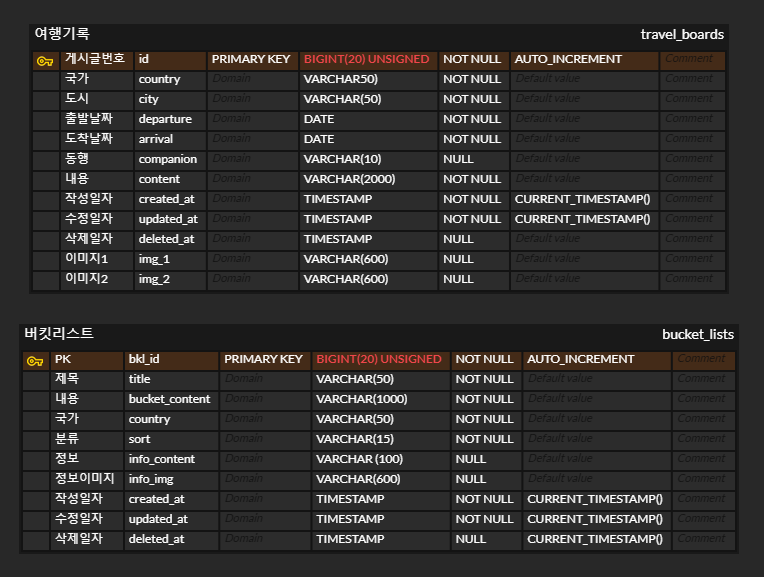 여행기록 travel_boards
게시글번호 id PRIMARY KEY BIGINT(20) UNSIGNED NOT NULL AUTO_INCREMENT Comment
국가 country Domain VARCHAR50) NOT NULL Default value Comment
도시 city Domain VARCHAR(50) NOT NULL Default value Comment
출발날짜 departure Domain DATE NOT NULL Default value Comment
도착날짜 arrival Domain DATE NOT NULL Default value Comment
동행 companion Domain VARCHAR(10) NULL Default value Comment
내용 content Domain VARCHAR(2000) NOT NULL Default value Comment
작성일자 created_at Domain TIMESTAMP NOT NULL CURRENT_TIMESTAMP() Comment
수정일자 updated_at Domain TIMESTAMP NOT NULL CURRENT_TIMESTAMP() Comment
삭제일자 deleted_at Domain TIMESTAMP NULL Default value Comment
이미지1 img_1 Domain VARCHAR(600) NULL Default value Comment
이미지2 img_2 Domain VARCHAR(600) NULL Default value Comment
버킷리스트 bucket_lists
PK bkl_id PRIMARY KEY BIGINT(20) UNSIGNED NOT NULL AUTO_INCREMENT Comment
제목 title Domain VARCHAR(50) NOT NULL Default value Comment
내용 bucket_content Domain VARCHAR(1000) NOT NULL Default value Comment
국가 country Domain VARCHAR(50) NOT NULL Default value Comment
분류 sort Domain VARCHAR(15) NOT NULL Default value Comment
정보 info_content Domain VARCHAR (100) NULL Default value Comment
정보이미지 info_img Domain VARCHAR(600) NULL Default value Comment
작성일자 created_at Domain TIMESTAMP NOT NULL CURRENT_TIMESTAMP() Comment
수정일자 updated_at Domain TIMESTAMP NOT NULL CURRENT_TIMESTAMP() Comment
삭제일자 deleted_at Domain TIMESTAMP NULL CURRENT_TIMESTAMP() Comment